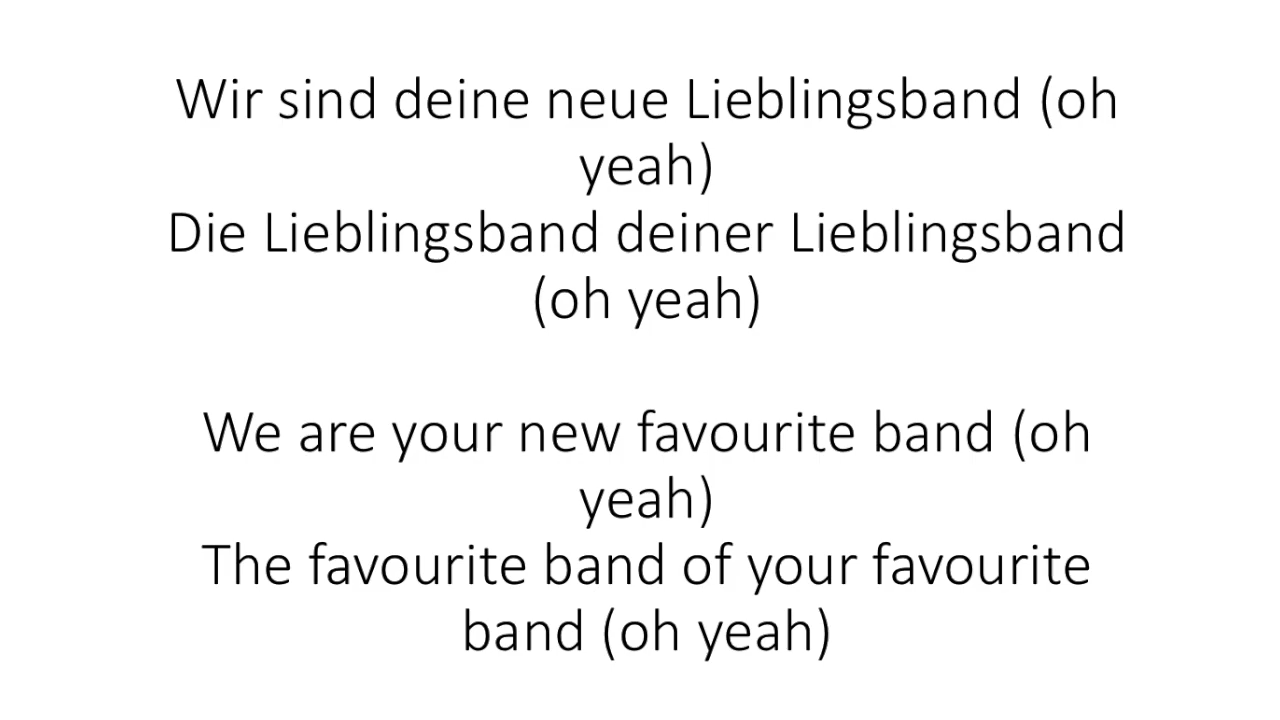 Wir sind deine neue Lieblingsband (oh
yeah)
Die Lieblingsband deiner Lieblingsband
(oh yeah)
We are your new favourite band (oh
yeah)
The favourite band of your favourite
band (oh yeah)